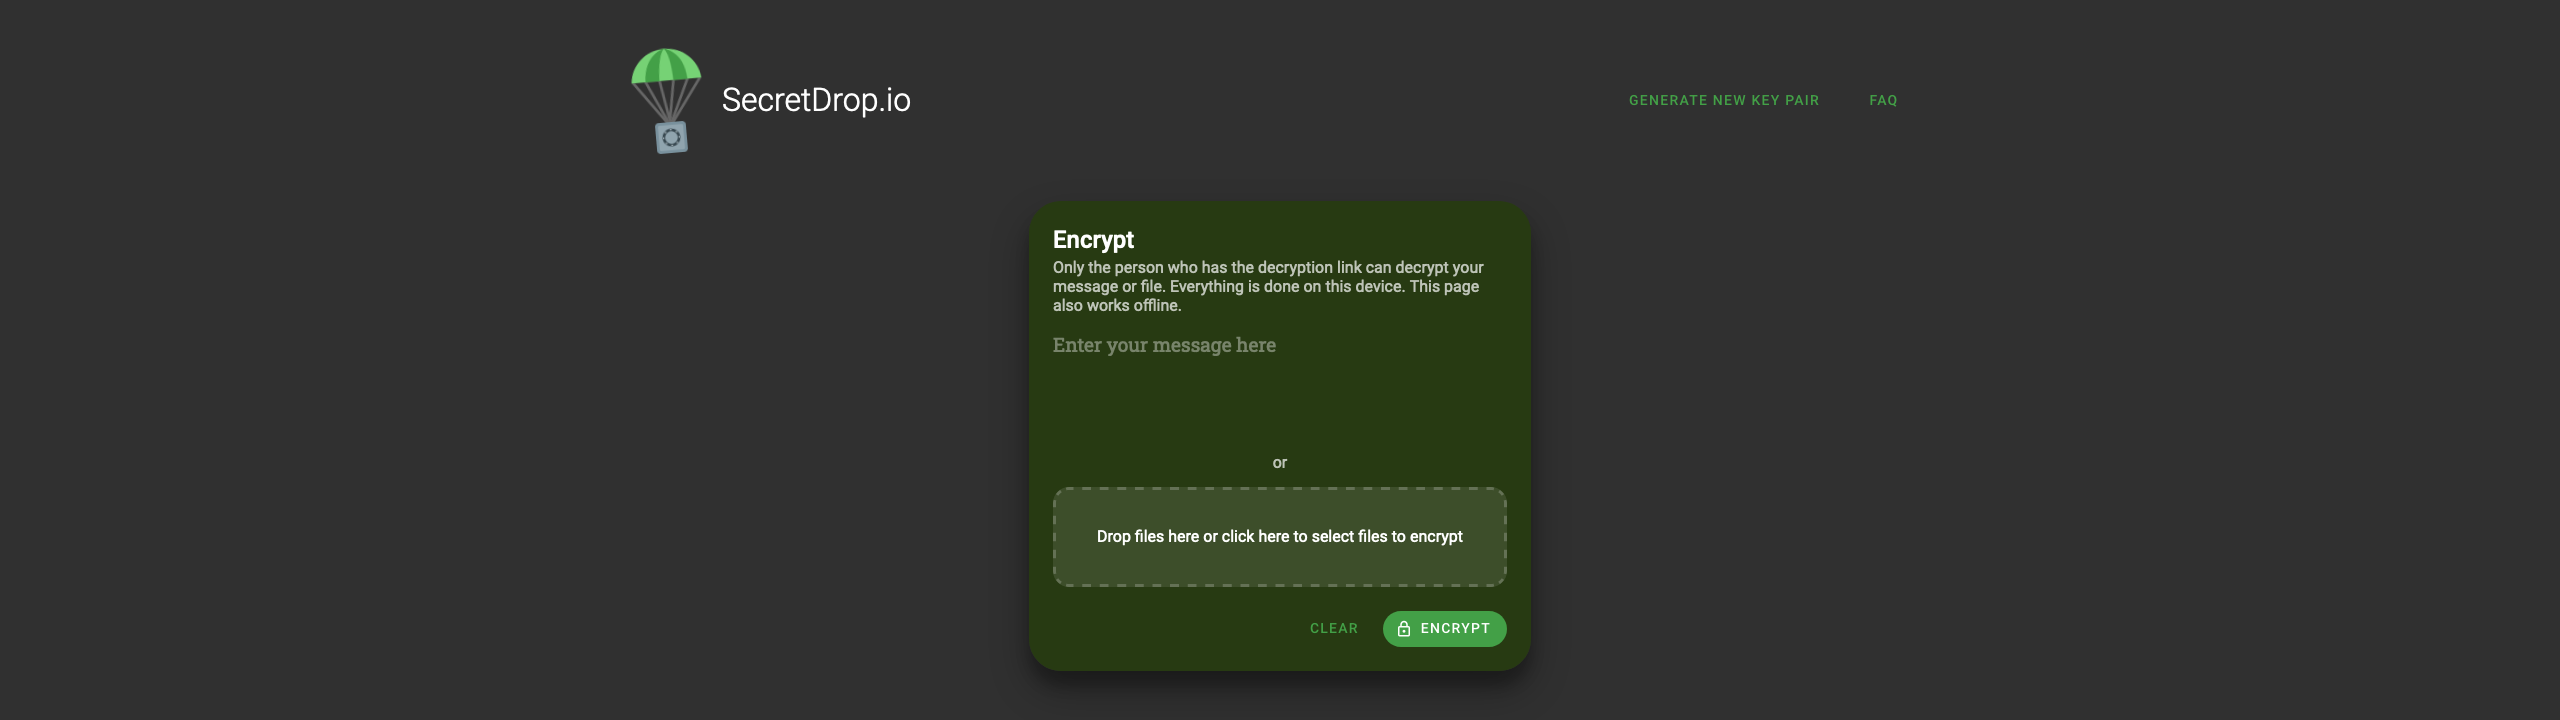 SecretDrop.io
GENERATE NEW KEY PAIR
FAQ
Encrypt
Only the person who has the decryption link can decrypt your
message or file. Everything is done on this device. This page
also works offline.
Enter your message here
or
Drop files here or click here to select files to encrypt
CLEAR
ENCRYPT